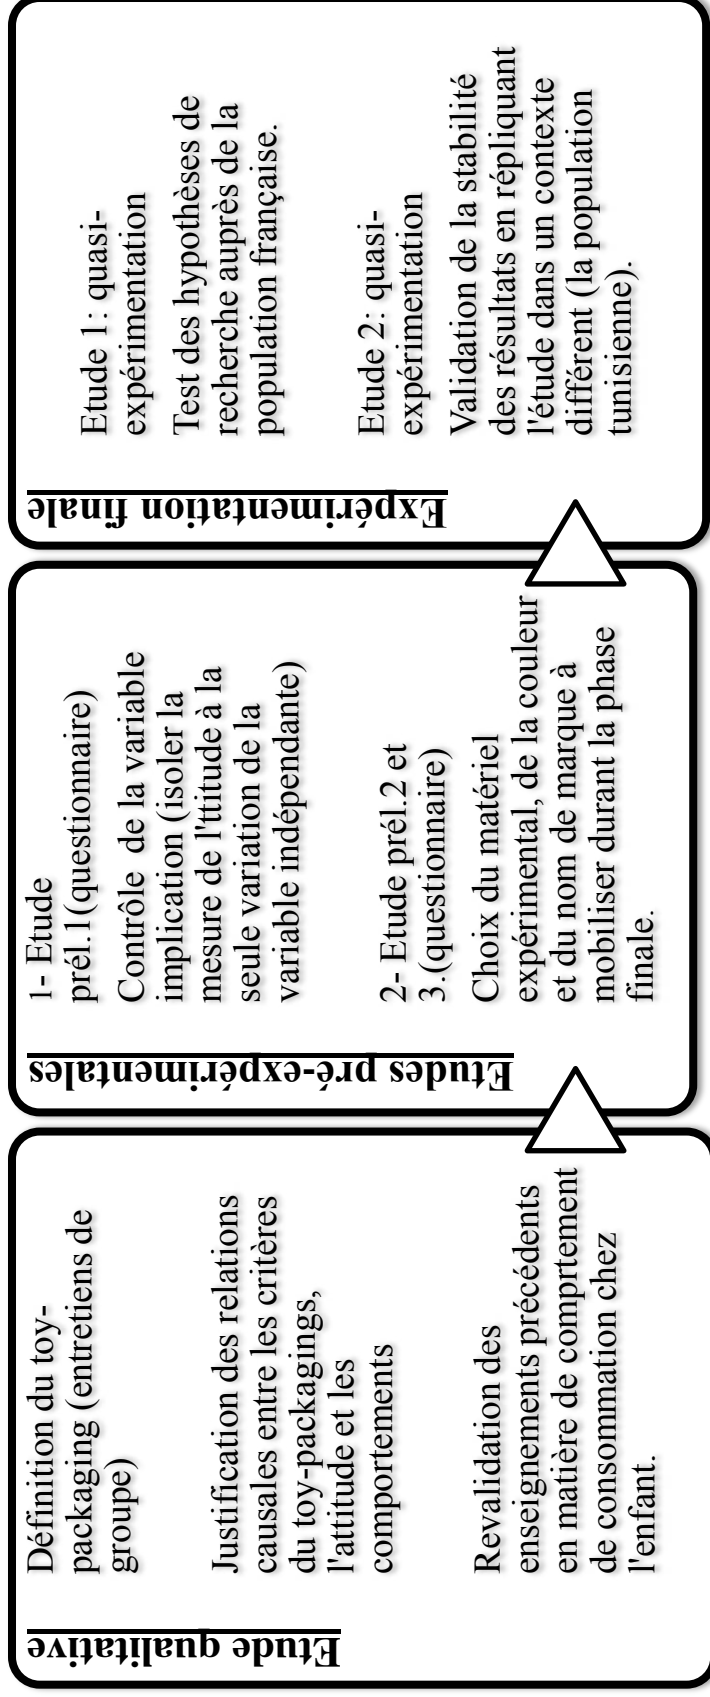 Etude qualitative
Définition du toy-
packaging (entretiens de
groupe)
Justification des relations
causales entre les critères
du toy-packagings,
l'attitude et les
comportements
Revalidation des
enseignements précédents
en matière de comprtement
de consommation chez
l'enfant.
Etudes pré-expérimentales
1- Etude
prél.1(questionnaire)
Contrôle  de la variable
implication (isoler la
mesure de l'ttitude à la
seule variation de la
variable indépendante)
2- Etude prél.2 et
3.(questionnaire)
Choix du matériel
expérimental, de la couleur
et du nom de marque à
mobiliser durant la phase
finale.
Expérimentation finale
Etude 1: quasi-
expérimentation
Test des hypothèses de
recherche auprès de la
population française.
Etude 2: quasi-
expérimentation
Validation de la stabilité
des résultats en répliquant
l'étude dans un contexte
différent (la population
tunisienne).